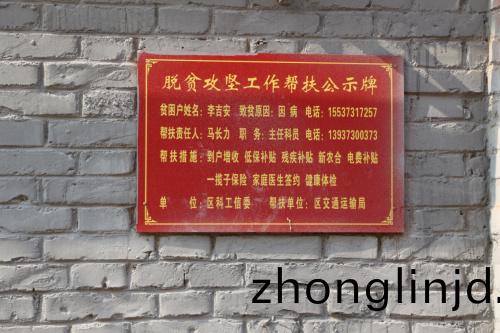 脱贫攻坚工作帮扶公示牌
贫困户姓名：李吉安 致贫原因：因 病 电话：15537317257
帮扶责任人：马长力 职 务：主任科员 电话：13937300373
帮扶措施：到户增收 低保补贴 残疾补贴 新农合 电费补贴
一揽子保险 家庭医生签约 健康体检
单 位：区科工信委 帮扶单位：区交通运输局
zhonglinjd.